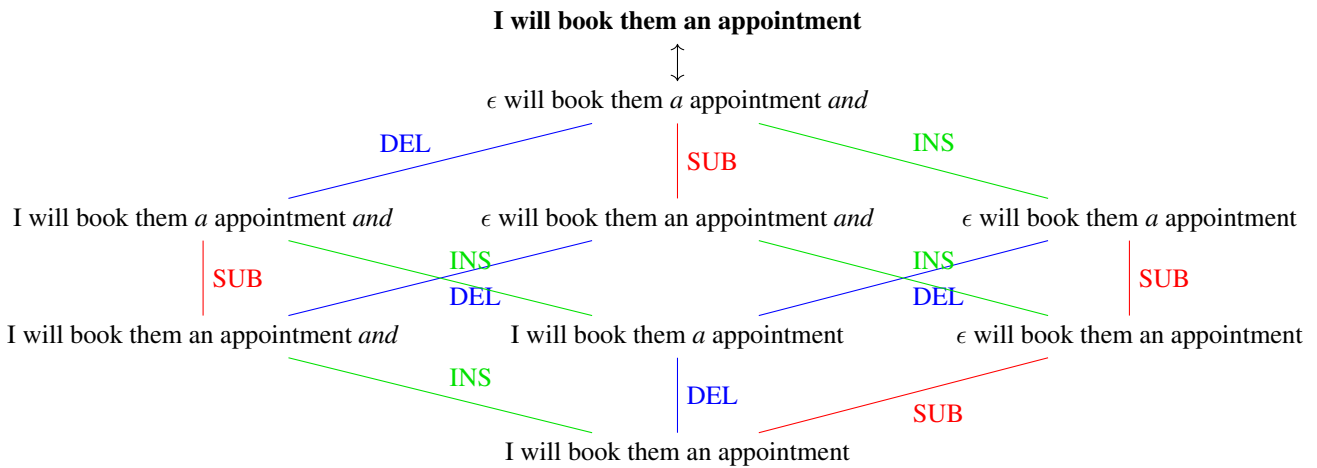 I will book them an appointment
ϵ will book them a appointment and
DEL
SUB
INS
I will book them a appointment and
ϵ will book them an appointment and
ϵ will book them a appointment
SUB
INS
DEL
INS
DEL
SUB
I will book them an appointment and
I will book them a appointment
ϵ will book them an appointment
INS
DEL
SUB
I will book them an appointment